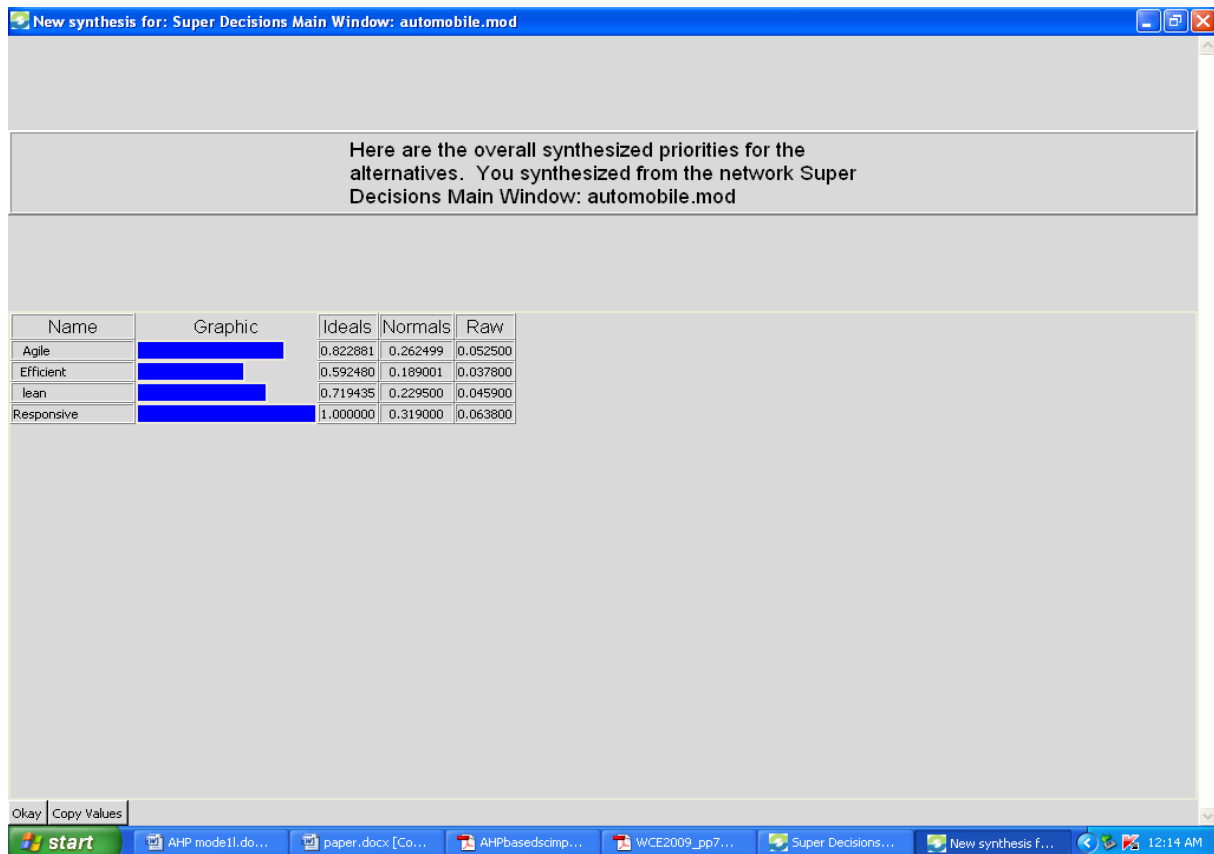 New synthesis for: Super Decisions Main Window: automobile.mod
Here are the overall synthesized priorities for the
alternatives. You synthesized from the network Super
Decisions Main Window: automobile.mod
Name Graphic Ideals Normals Raw
Agile 0.822881 0.262499 0.052500
Efficient 0.592480 0.189001 0.037800
lean 0.719435 0.229500 0.045900
Responsive 1.000000 0.319000 0.063800
Okay Copy Values
start AHP mode1l.do... paper.docx [Co... AHPbasedscimp... WCE2009_pp7... Super Decisions... New synthesis f... 12:14 AM